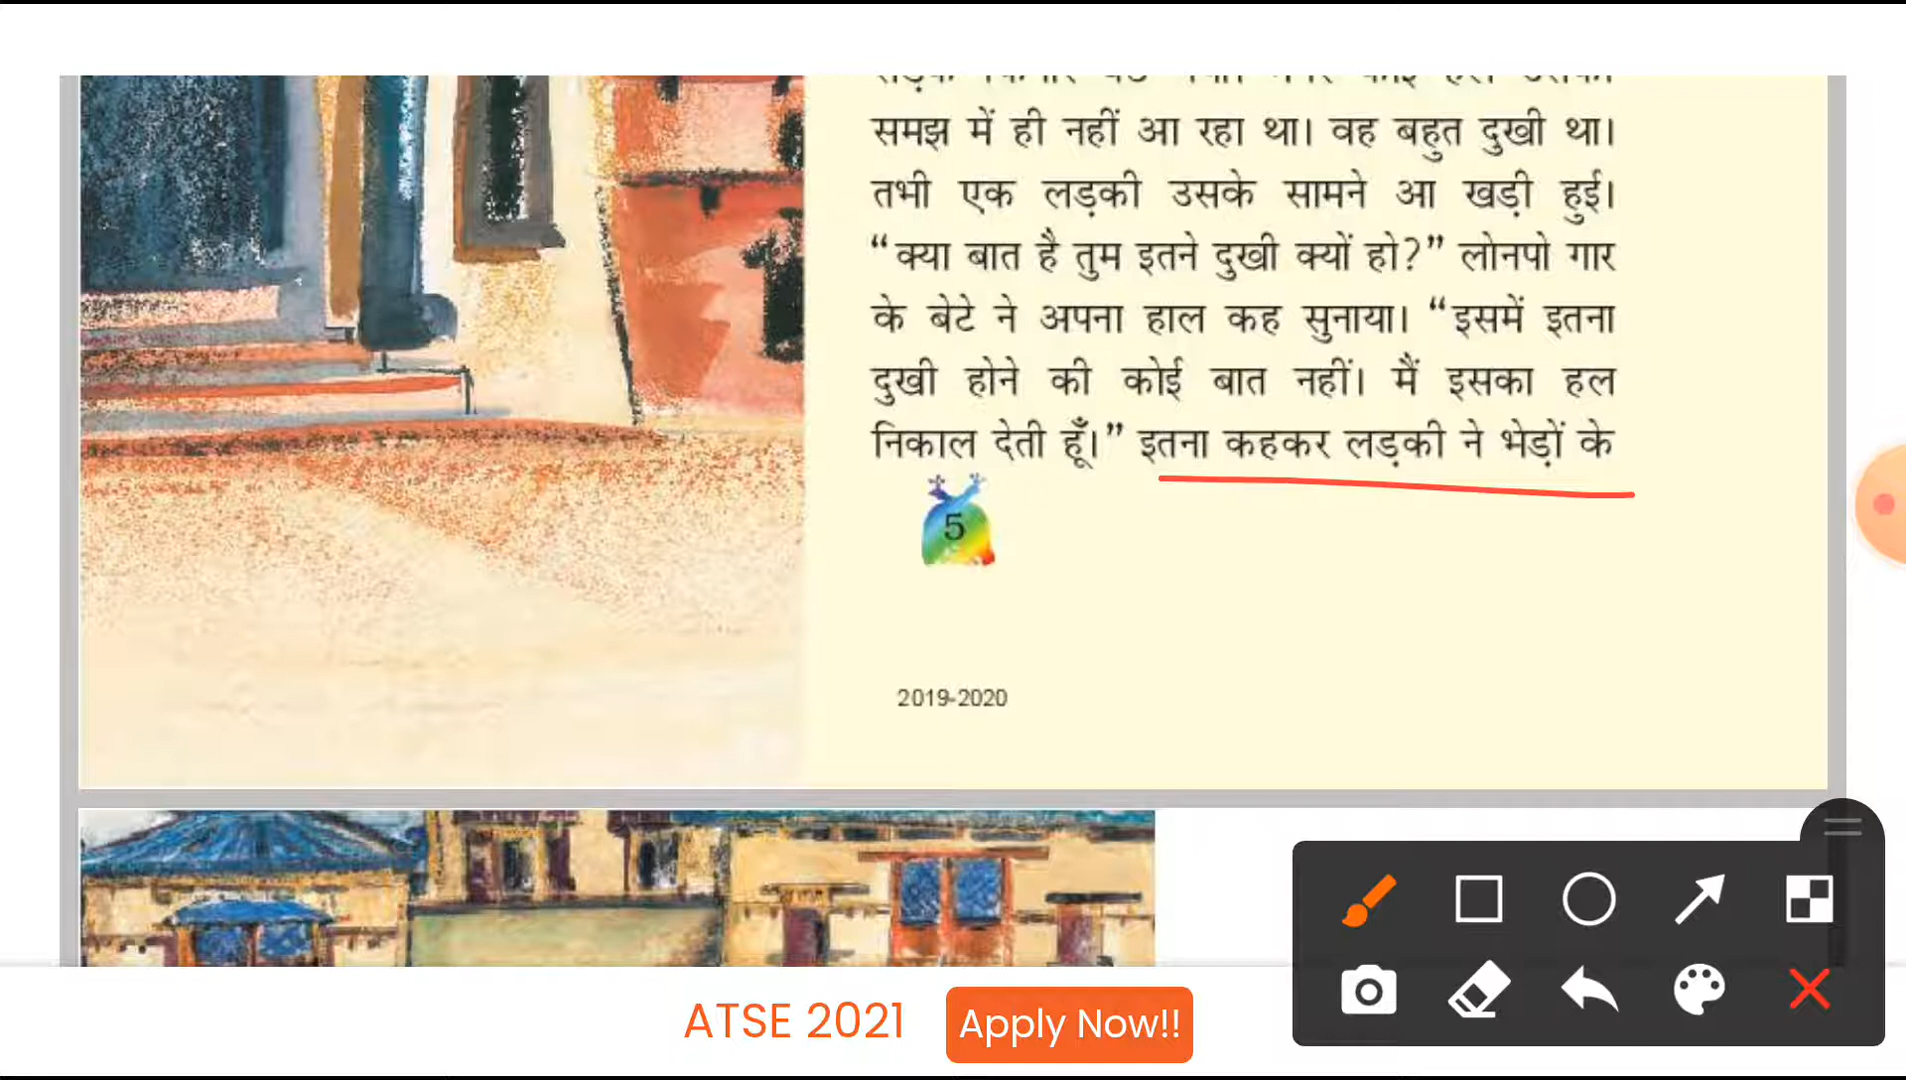 समझ में ही नहीं आ रहा था। वह बहुत दुखी था।
तभी एक लड़की उसके सामने आ खड़ी हुई।
“क्या बात है तुम इतने दुखी क्यों हो?” लोनपो गार
के बेटे ने अपना हाल कह सुनाया। “इसमें इतना
दुखी होने की कोई बात नहीं। मैं इसका हल
निकाल देती हूँ।” इतना कहकर लड़की ने भेड़ों के
5
2019-2020
ATSE 2021
Apply Now!!